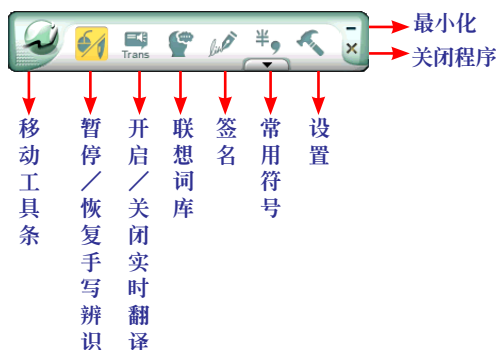 最小化
关闭程序
Trans
半,
移动工具条
暂停／恢复手写辨识
开启／关闭实时翻译
联想词库
签名
常用符号
设置